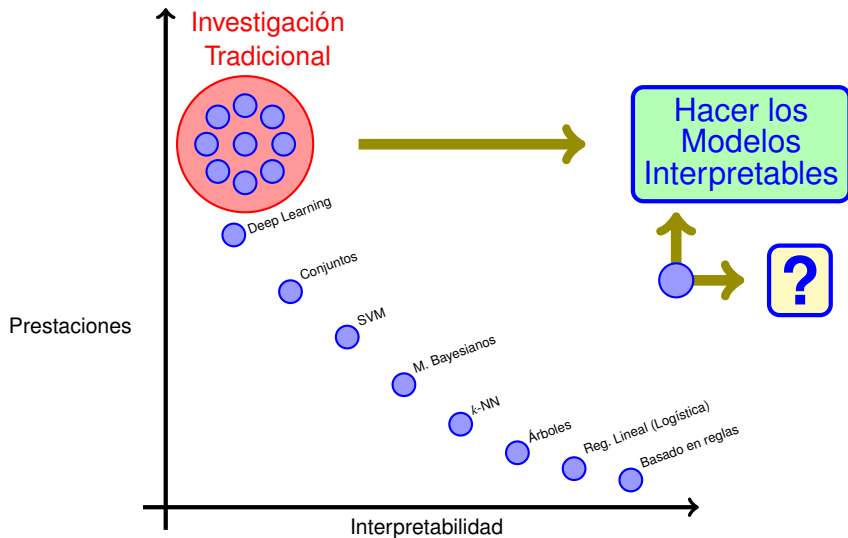 Investigación
Tradicional
Hacer los
Modelos
Interpretables
Deep Learning
Conjuntos
?
SVM
Prestaciones
M. Bayesianos
k-NN
Árboles
Reg. Lineal (Logística)
Basado en reglas
Interpretabilidad